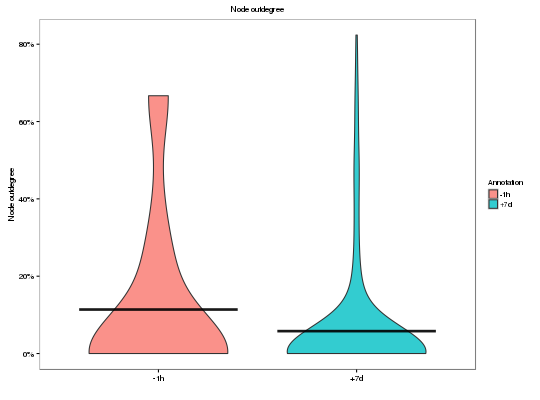 Node outdegree
80%
60%
40%
20%
0%
Node outdegree
-1h
+7d
Annotation
-1h
+7d